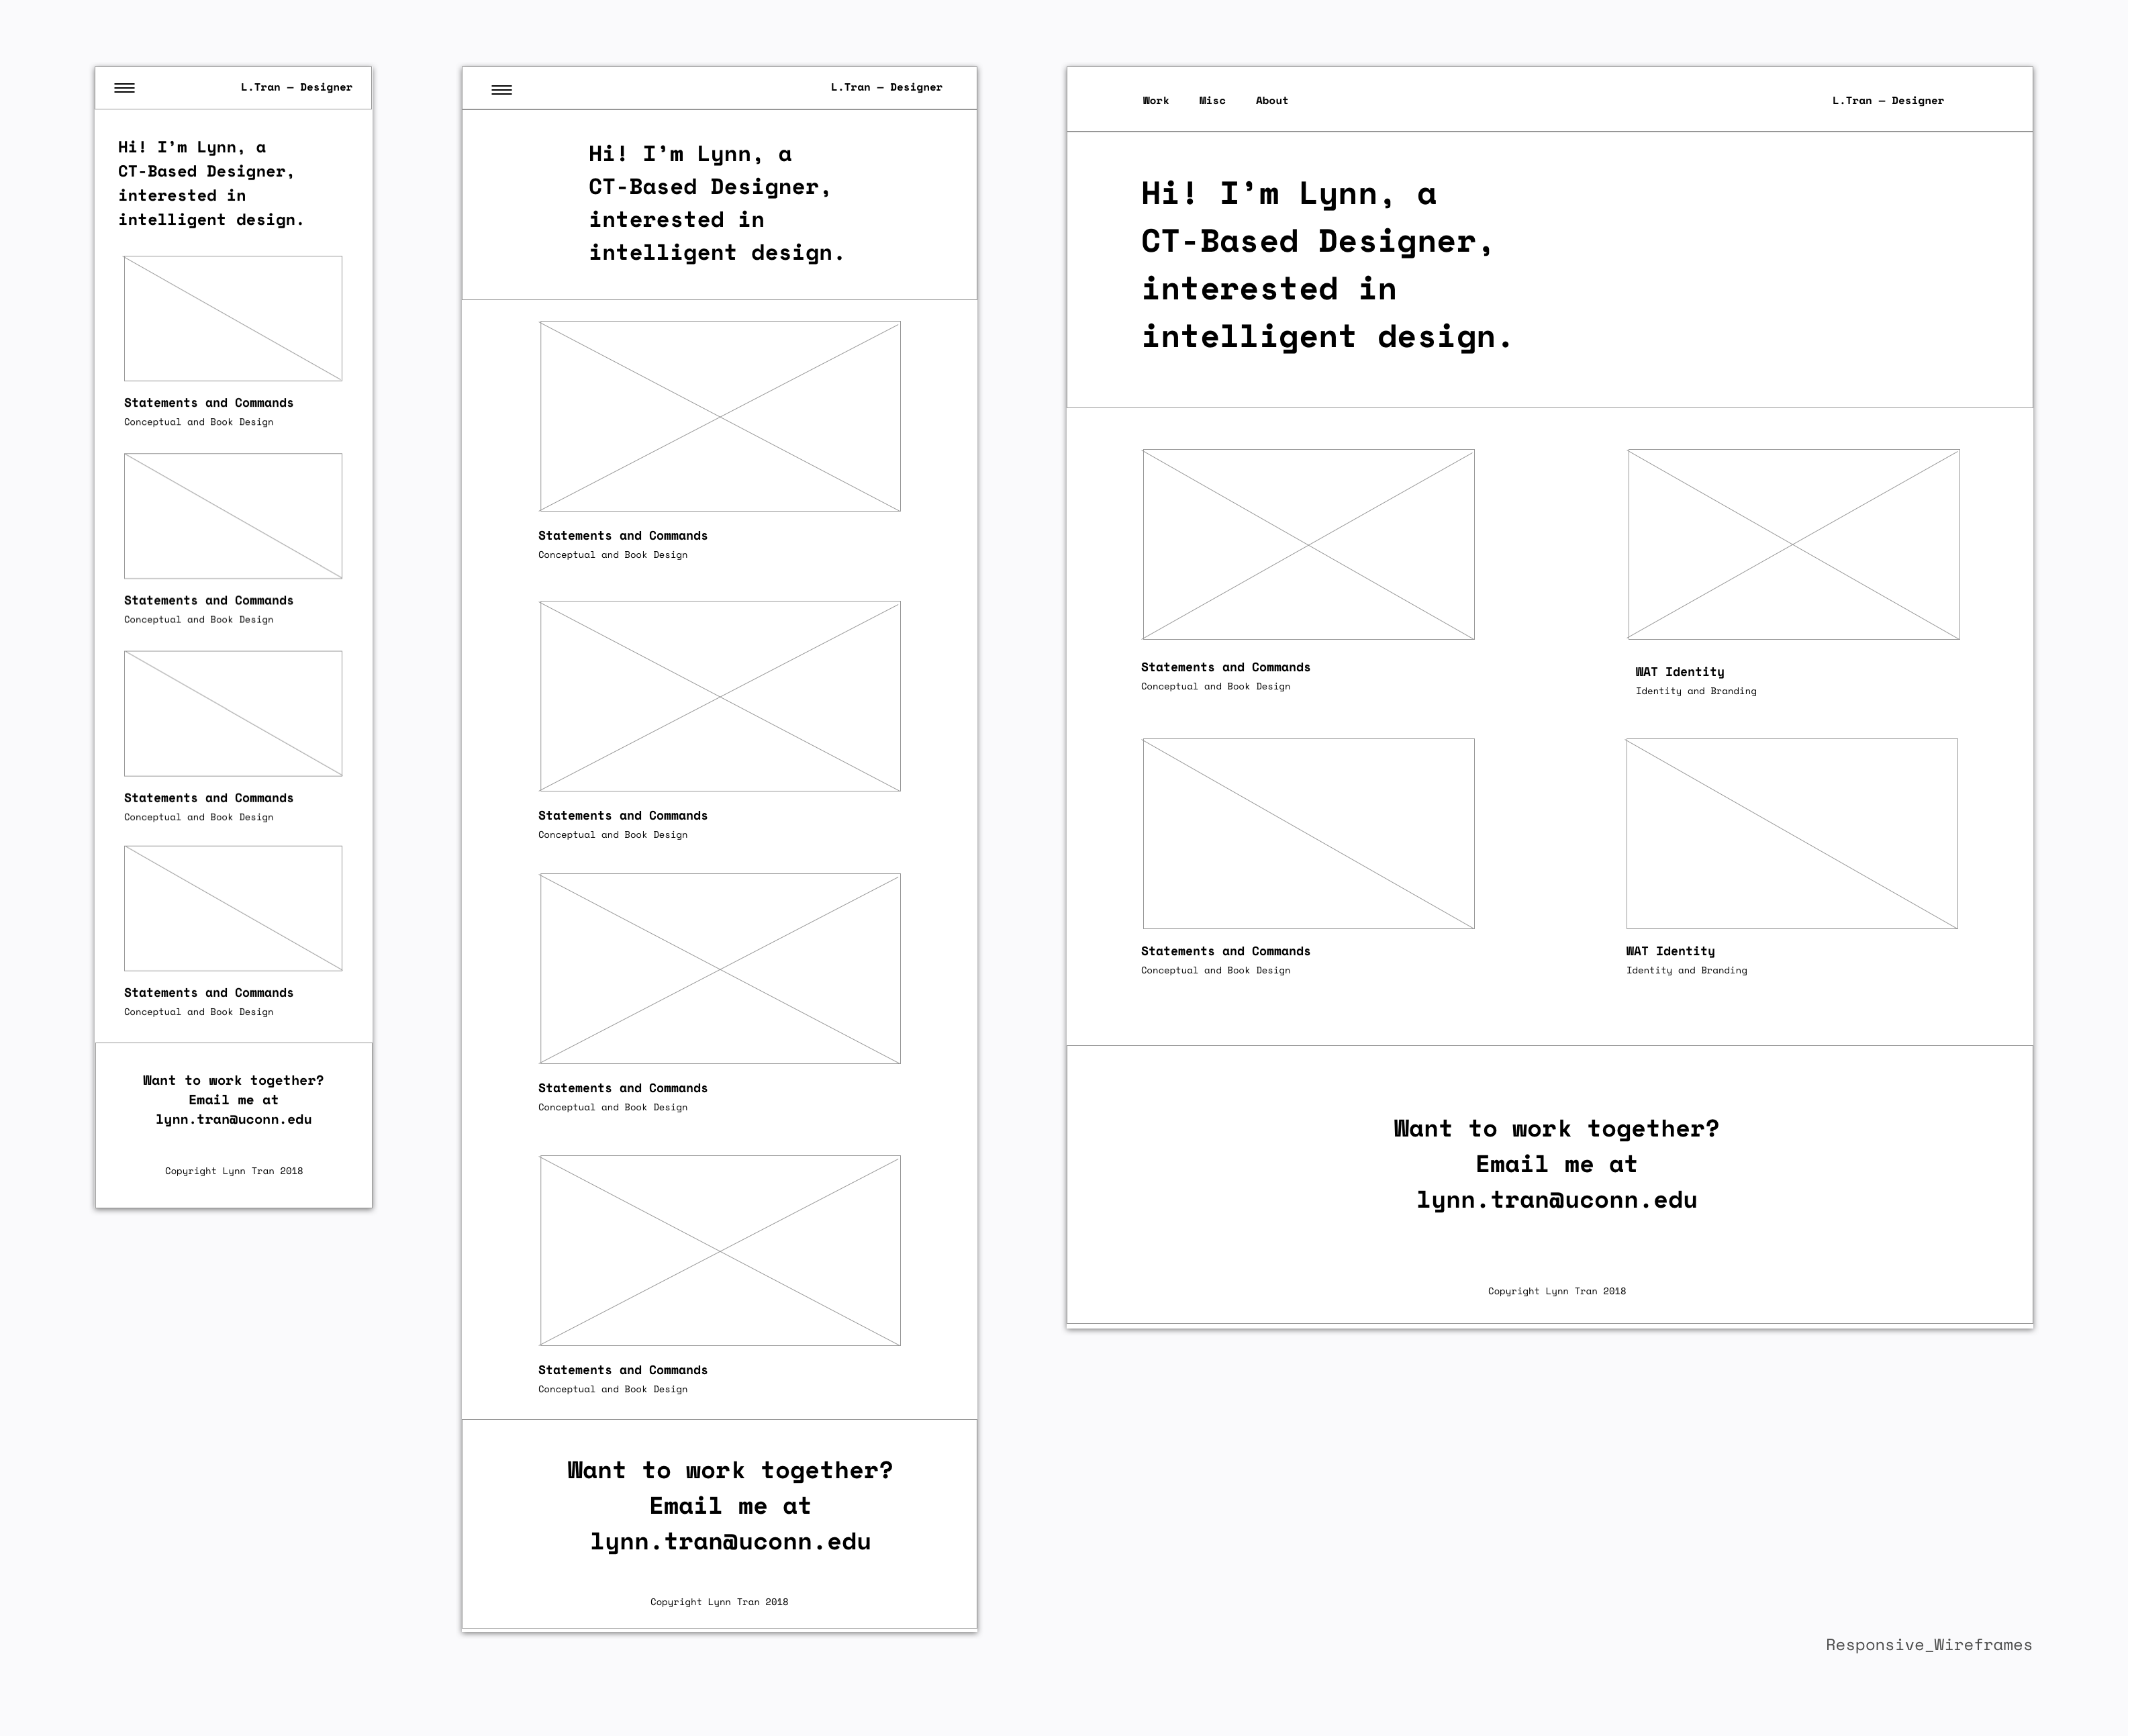 L.Tran — Designer
Hi! I’m Lynn, a
CT-Based Designer,
interested in
intelligent design.
Statements and Commands
Conceptual and Book Design
Statements and Commands
Conceptual and Book Design
Statements and Commands
Conceptual and Book Design
Statements and Commands
Conceptual and Book Design
Want to work together?
Email me at
lynn.tran@uconn.edu
Copyright Lynn Tran 2018
L.Tran — Designer
Hi! I’m Lynn, a
CT-Based Designer,
interested in
intelligent design.
Statements and Commands
Conceptual and Book Design
Statements and Commands
Conceptual and Book Design
Statements and Commands
Conceptual and Book Design
Statements and Commands
Conceptual and Book Design
Want to work together?
Email me at
lynn.tran@uconn.edu
Copyright Lynn Tran 2018
Work Misc About L.Tran — Designer
Hi! I’m Lynn, a
CT-Based Designer,
interested in
intelligent design.
Statements and Commands
Conceptual and Book Design
WAT Identity
Identity and Branding
Statements and Commands
Conceptual and Book Design
WAT Identity
Identity and Branding
Want to work together?
Email me at
lynn.tran@uconn.edu
Copyright Lynn Tran 2018
Responsive_Wireframes